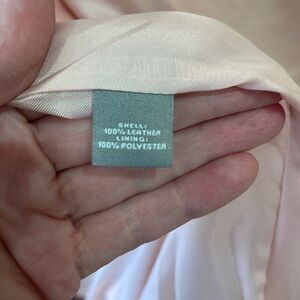 SHELL:
100% LEATHER
LINING:
100% POLYESTER